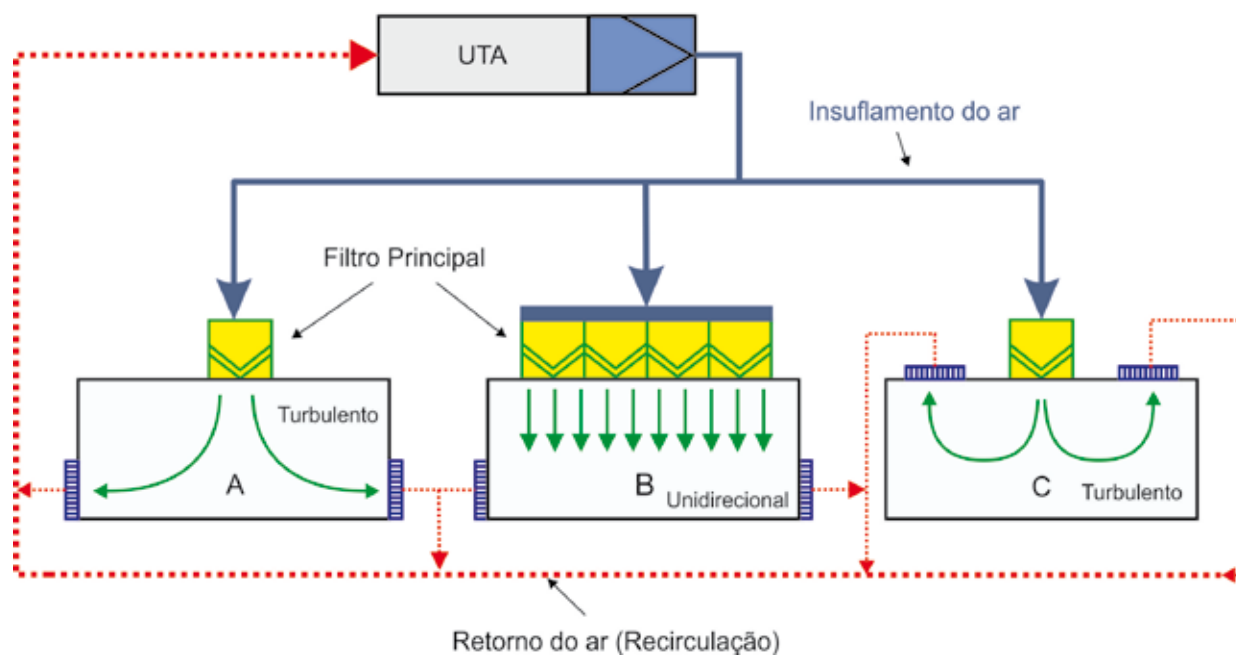 UTA
Insuflamento do ar
Filtro Principal
Turbulento
A
B
Unidirecional
C
Turbulento
Retorno do ar (Recirculação)